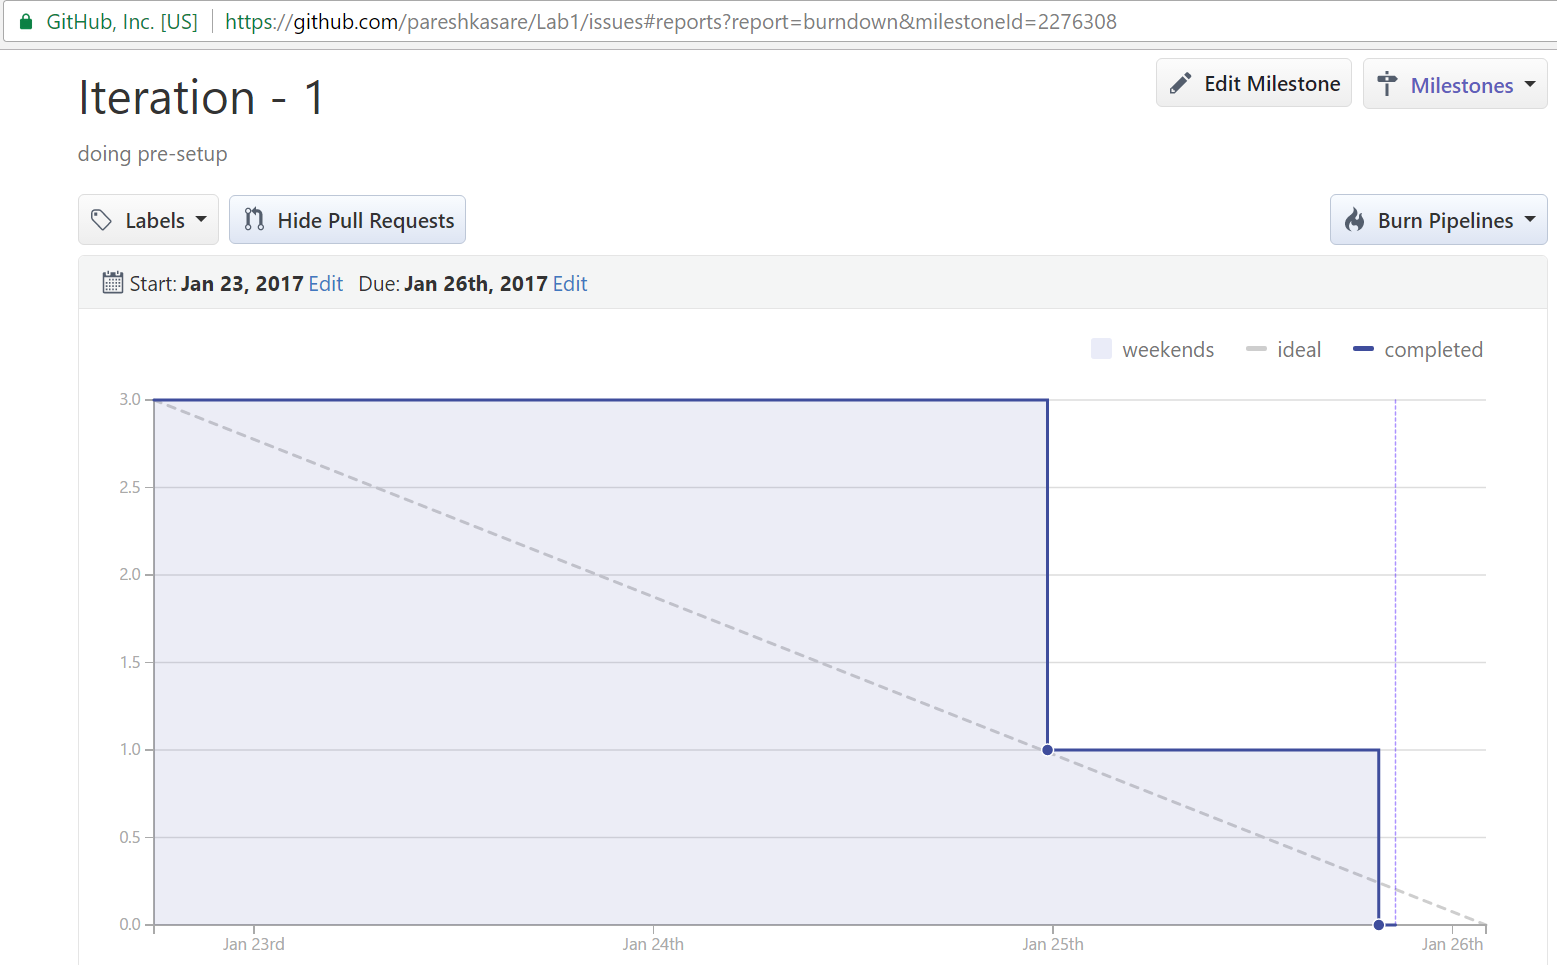 GitHub, Inc. [US] https://github.com/pareshkasare/Lab1/issues#reports?report=burndown&milestoneId=2276308
Iteration - 1
Edit Milestone
Milestones
doing pre-setup
Labels
Hide Pull Requests
Burn Pipelines
Start: Jan 23, 2017 Edit Due: Jan 26th, 2017 Edit
weekends ideal completed
3.0
2.5
2.0
1.5
1.0
0.5
0.0
Jan 23rd Jan 24th Jan 25th Jan 26th